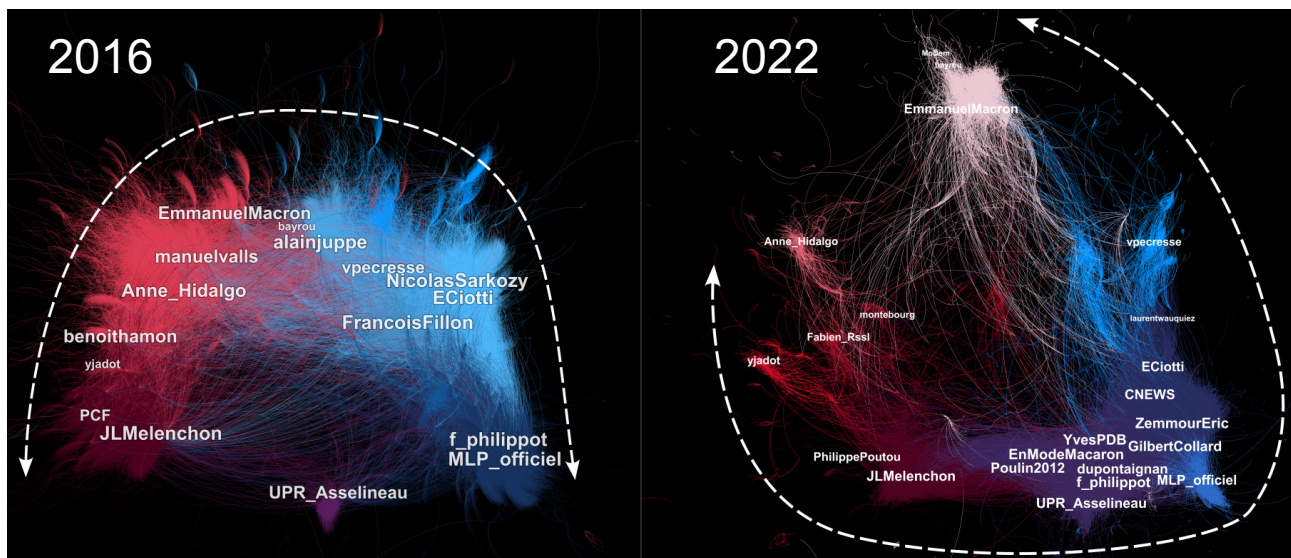 2016
EmmanuelMacron
bayrou
alainjuppe
manuelvalls
vpecresse
NicolasSarkozy
Anne_Hidalgo
ECiotti
FrancoisFillon
benoithamon
yjadot
PCF
JLMelenchon
f_philippot
MLP_officiel
UPR_Asselineau
2022
MoDem
bayrou
EmmanuelMacron
Anne_Hidalgo
vpecresse
montebourg
laurentwauquiez
Fabien_Rssl
yjadot
ECiotti
CNEWS
ZemmourEric
YvesPDB
GilbertCollard
EnModeMacaron
PhilippePoutou
Poulin2012
dupontaignan
JLMelenchon
f_philippot
MLP_officiel
UPR_Asselineau